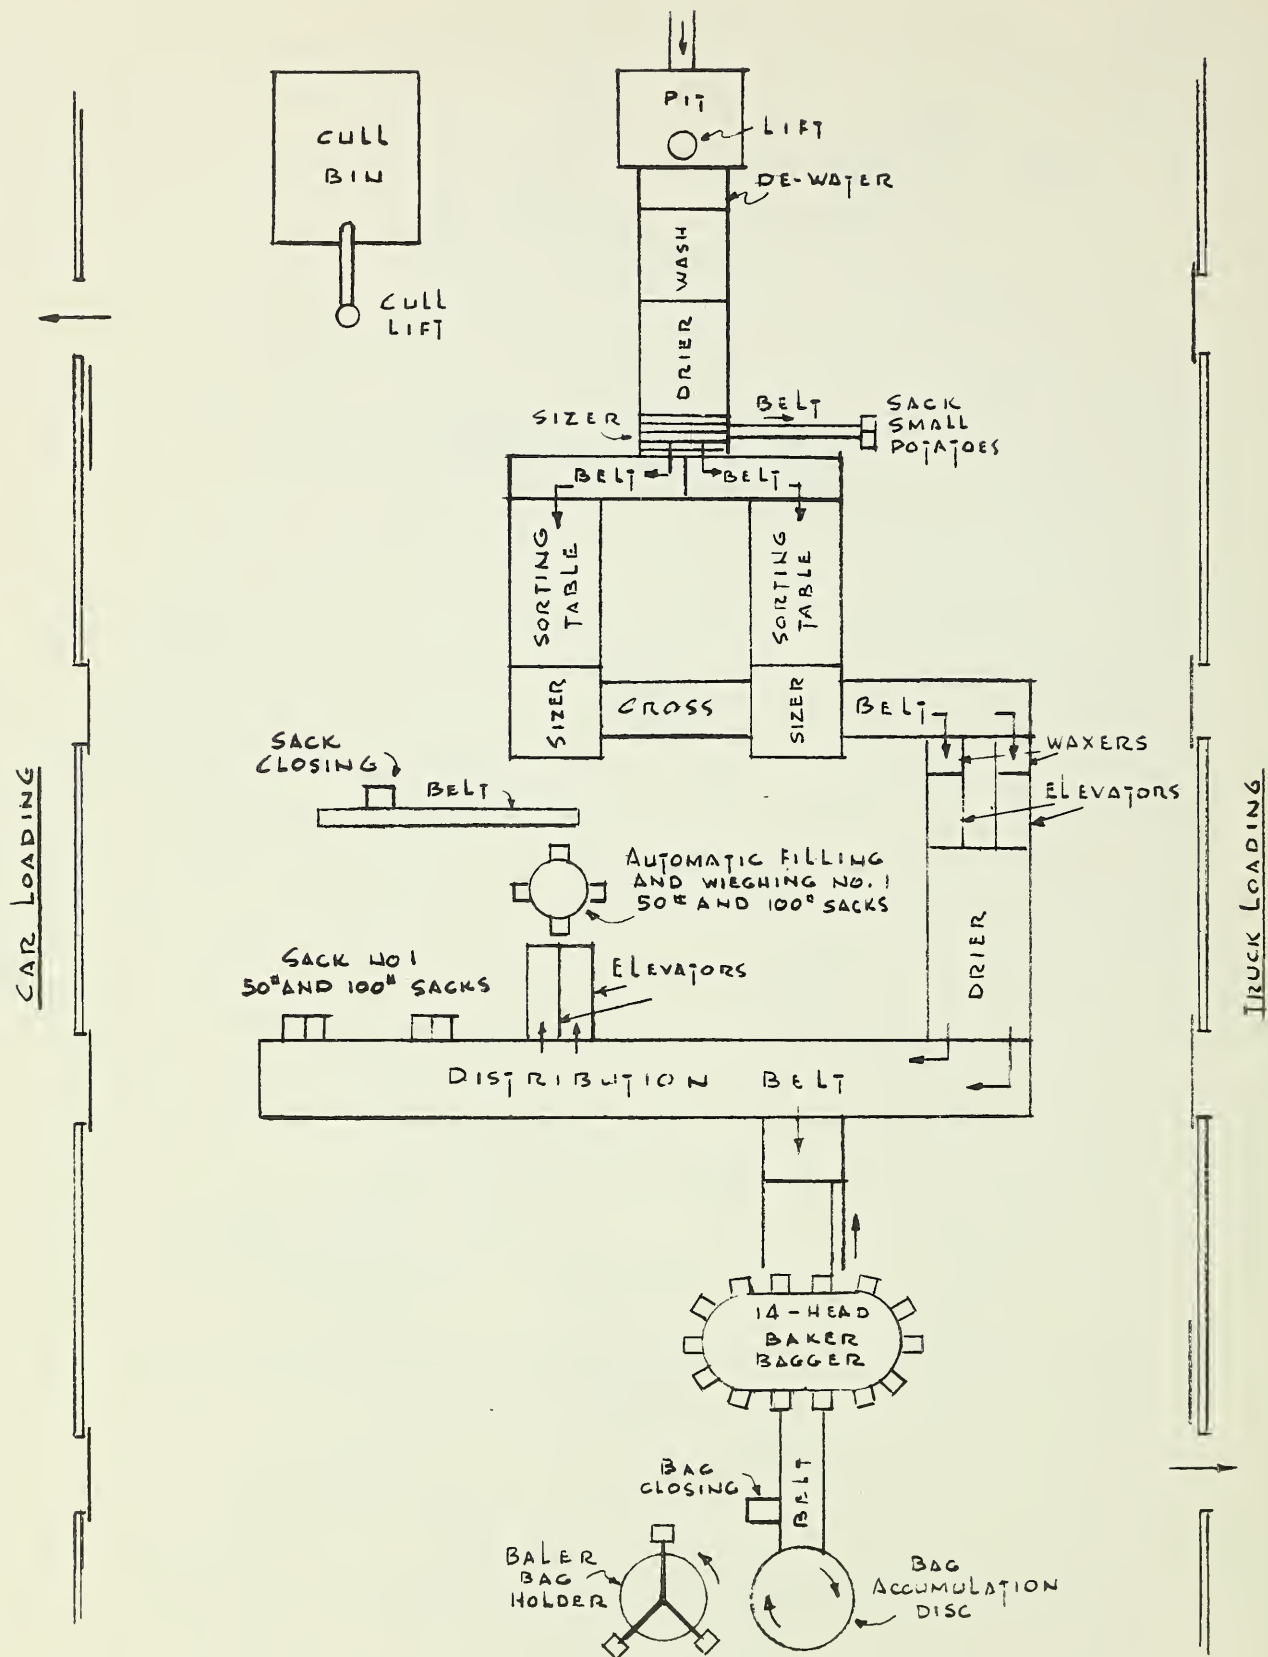 PIT
LIFT
CULL
BIN
DE-WATER
WASH
CULL
LIFT
DRIER
BELT
SACK
SMALL
POTATOES
SIZER
BELT
BELT
SORTING
TABLE
SORTING
TABLE
SIZER
CROSS
SIZER
BELT
WAXERS
SACK
CLOSING
BELT
ELEVATORS
CAR LOADING
TRUCK LOADING
AUTOMATIC FILLING
AND WIEGHING NO. 1
50# AND 100# SACKS
DRIER
SACK NO 1
50# AND 100# SACKS
ELEVATORS
DISTRIBUTION BELT
14-HEAD
BAKER
BAGGER
BAG
CLOSING
BELT
BALER
BAG
HOLDER
BAG
ACCUMULATION
DISC